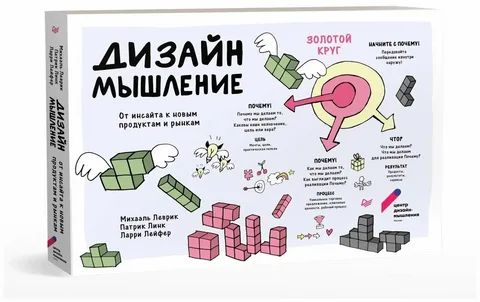 ДИЗАЙН
МЫШЛЕНИЕ
От инсайта к новым
продуктам и рынкам
Михаэль Леврик
Патрик Линк
Ларри Лейфер
ЗОЛОТОЙ
КРУГ
НАЧНИТЕ С ПОЧЕМУ!
Передавайте
сообщение изнутри
наружу!
ПОЧЕМУ!
Почему мы делаем то,
что мы делаем?
Каковы наши назначение,
цель или вера?
ЦЕЛЬ
ПОЧЕМУ!
Как мы делаем то,
что мы делаем?
Как выглядит процесс
реализации Почему?
ПРОЦЕСС
ЧТО?
Что мы делаем?
Что мы делаем
для реализации Почему?
РЕЗУЛЬТАТ
центр
дизайн-
мышления
Михаэль Леврик
Патрик Линк
Ларри Лейфер
ДИЗАЙН
МЫШЛЕНИЕ
ОТ ИНСАЙТА К НОВЫМ
ПРОДУКТАМ И РЫНКАМ